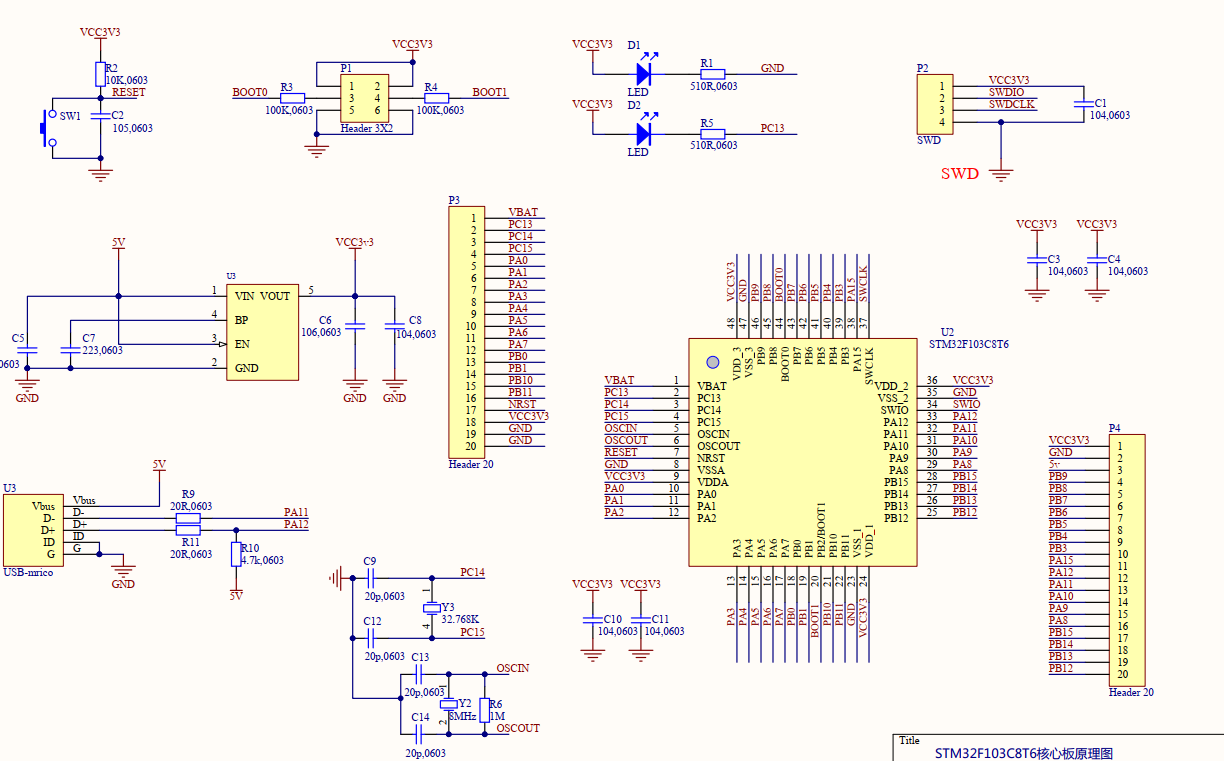 VCC3V3
R2
10K,0603
RESET
SW1
C2
105,0603
VCC3V3
P1
BOOT0
R3
100K,0603
1 2
3 4
5 6
Header 3X2
R4
100K,0603
BOOT1
VCC3V3
D1
LED
R1
510R,0603
GND
VCC3V3
D2
LED
R5
510R,0603
PC13
P2
1
2
3
4
SWD
VCC3V3
SWDIO
SWDCLK
C1
104,0603
SWD
5V
U3
1 VIN VOUT 5
4 BP
3 EN
2 GND
C5
0603
C7
223,0603
GND
VCC3v3
C6
106,0603
C8
104,0603
GND
GND
P3
1 VBAT
2 PC13
3 PC14
4 PC15
5 PA0
6 PA1
7 PA2
8 PA3
9 PA4
10 PA5
11 PA6
12 PA7
13 PB0
14 PB1
15 PB10
16 PB11
17 NRST
18 VCC3V3
19 GND
20 GND
Header 20
VCC3V3
C3
104,0603
VCC3V3
C4
104,0603
U2
STM32F103C8T6
VCC3V3 48 VDD_3
GND 47 VSS_3
PB9 46 PB9
PB8 45 PB8
BOOT0 44 BOOT0
PB7 43 PB7
PB6 42 PB6
PB5 41 PB5
PB4 40 PB4
PB3 39 PB3
PA15 38 PA15
SWCLK 37 SWCLK
VBAT 1 VBAT
PC13 2 PC13
PC14 3 PC14
PC15 4 PC15
OSCIN 5 OSCIN
OSCOUT 6 OSCOUT
RESET 7 NRST
GND 8 VSSA
VCC3V3 9 VDDA
PA0 10 PA0
PA1 11 PA1
PA2 12 PA2
VDD_2 36 VCC3V3
VSS_2 35 GND
SWIO 34 SWIO
PA12 33 PA12
PA11 32 PA11
PA10 31 PA10
PA9 30 PA9
PA8 29 PA8
PB15 28 PB15
PB14 27 PB14
PB13 26 PB13
PB12 25 PB12
PA3 13 PA3
PA4 14 PA4
PA5 15 PA5
PA6 16 PA6
PA7 17 PA7
PB0 18 PB0
PB1 19 PB1
PB2/BOOT1 20 BOOT1
PB10 21 PB10
PB11 22 PB11
VSS_1 23 GND
VDD_1 24 VCC3V3
P4
VCC3V3 1
GND 2
5v 3
PB9 4
PB8 5
PB7 6
PB6 7
PB5 8
PB4 9
PB3 10
PA15 11
PA12 12
PA11 13
PA10 14
PA9 15
PA8 16
PB15 17
PB14 18
PB13 19
PB12 20
Header 20
5V
U3
Vbus Vbus
D- D-
D+ D+
ID ID
G G
USB-mrico
R9
20R,0603
PA11
PA12
R11
20R,0603
R10
4.7k,0603
5V
GND
C9
20p,0603
PC14
1
Y3
32.768K
4
C12
20p,0603
PC15
C13
20p,0603
OSCIN
1
Y2
8MHz
2
R6
1M
C14
20p,0603
OSCOUT
VCC3V3
C10
104,0603
VCC3V3
C11
104,0603
Title
STM32F103C8T6核心板原理图